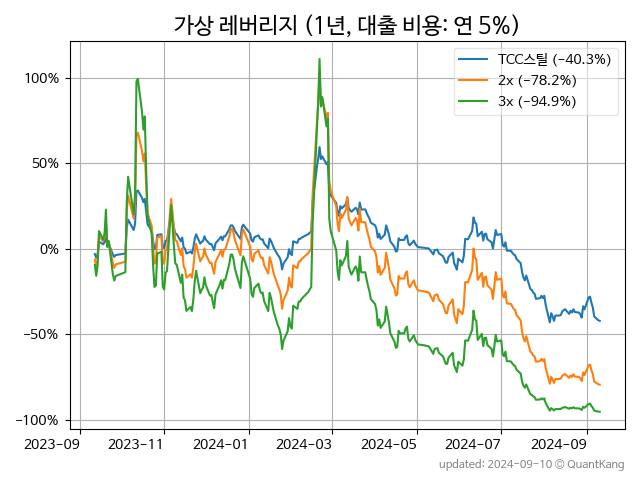 가상 레버리지 (1년, 대출 비용: 연 5%)
TCC스틸 (−40.3%)
2x (−78.2%)
3x (−94.9%)
100%
50%
0%
−50%
−100%
2023−09 2023−11 2024−01 2024−03 2024−05 2024−07 2024−09
updated: 2024−09−10 ⓒ QuantKang